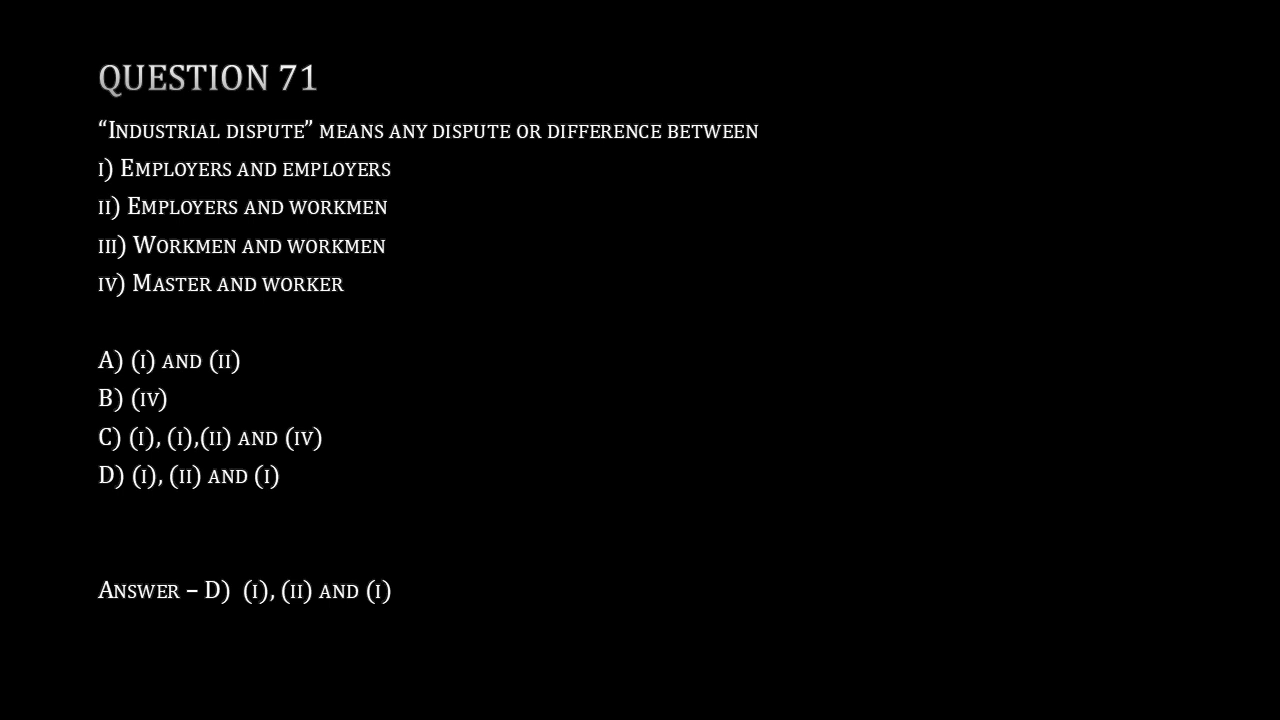 QUESTION 71
“Industrial dispute” means any dispute or difference between
i) Employers and employers
ii) Employers and workmen
iii) Workmen and workmen
iv) Master and worker
A) (i) and (ii)
B) (iv)
C) (i), (i),(ii) and (iv)
D) (i), (ii) and (i)
Answer – D)  (i), (ii) and (i)